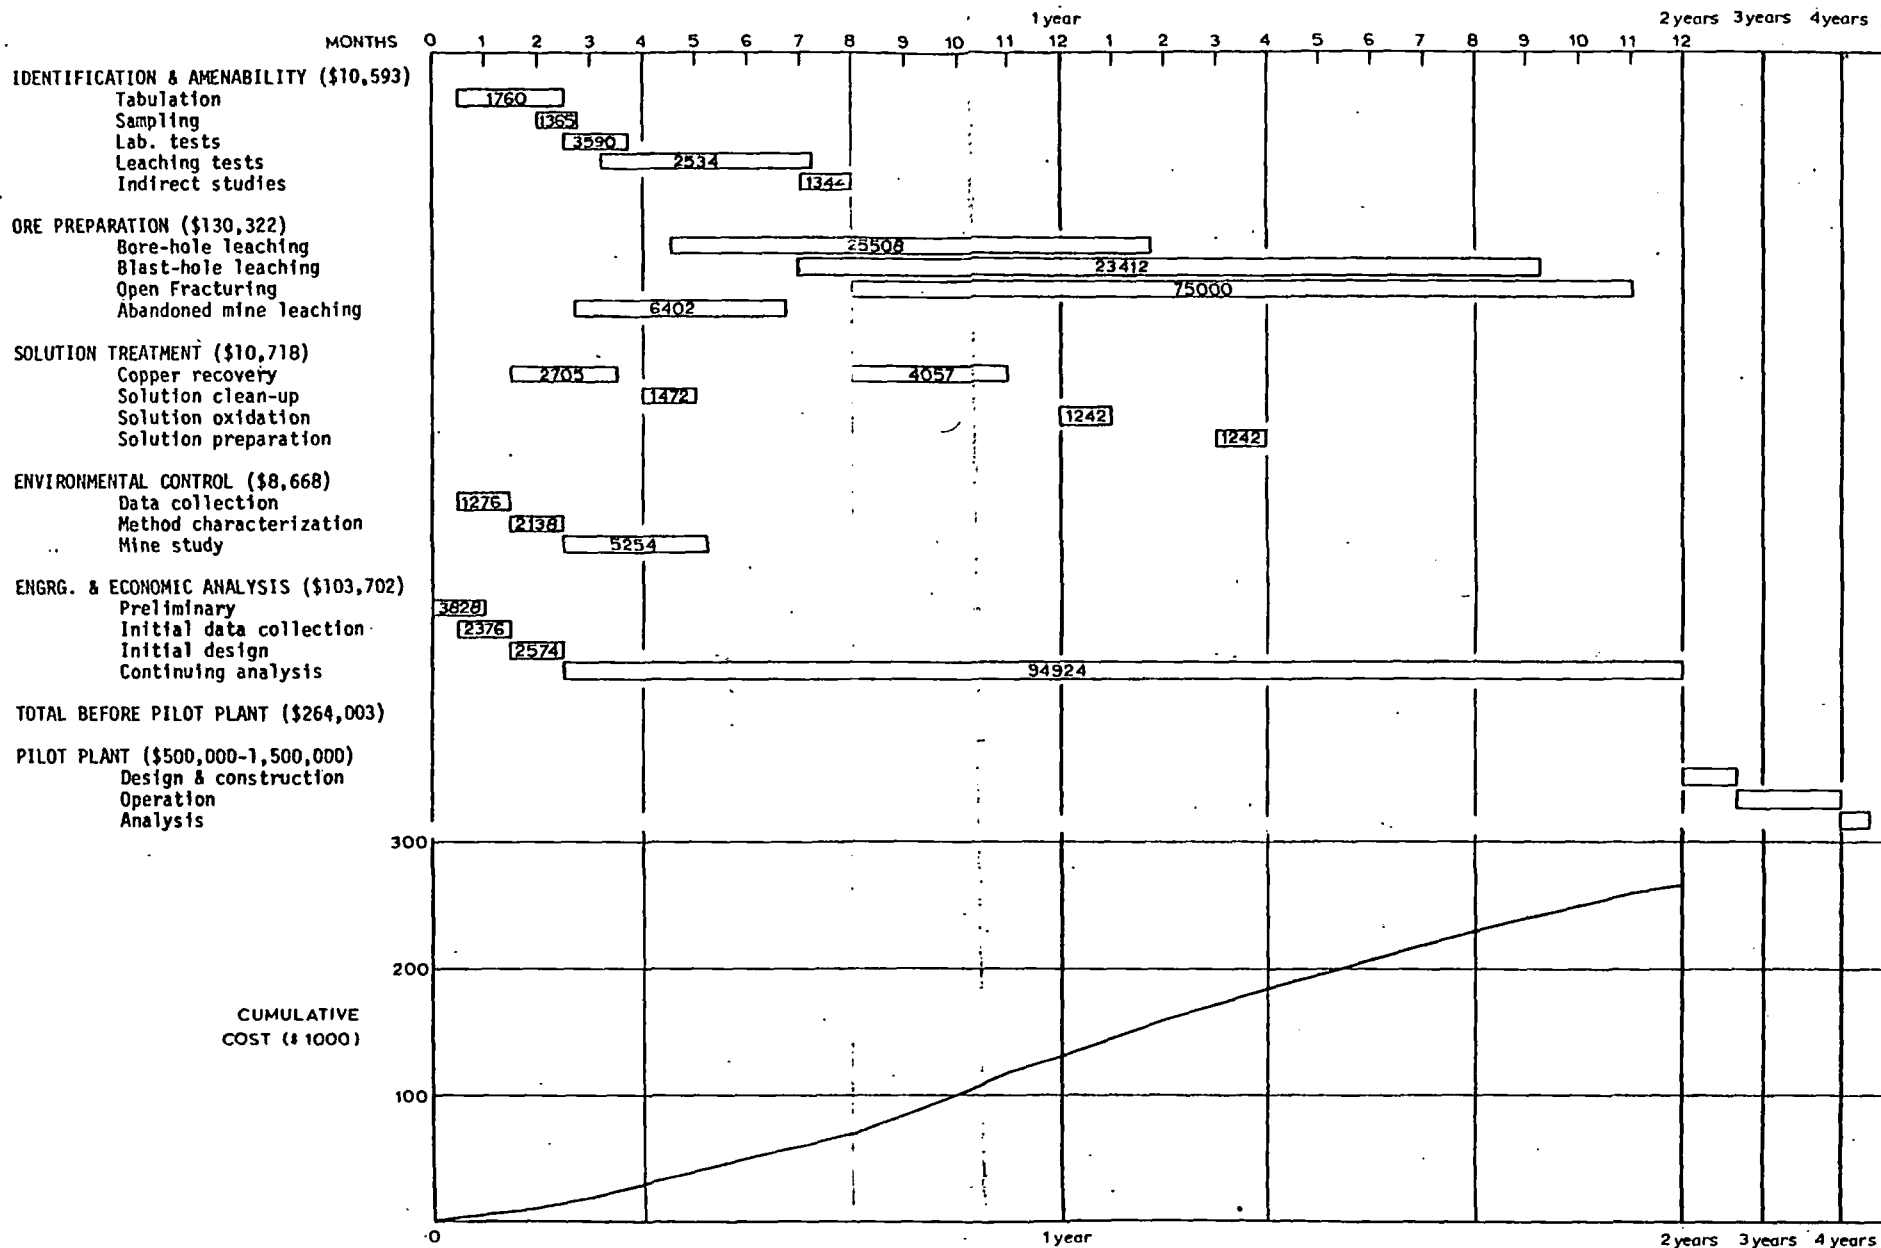 1 year 2 years 3 years 4 years
MONTHS 0 1 2 3 4 5 6 7 8 9 10 11 12 1 2 3 4 5 6 7 8 9 10 11 12
IDENTIFICATION & AMENABILITY ($10,593)
Tabulation 1760
Sampling 1365
Lab. tests 3590
Leaching tests 2534
Indirect studies 1344
ORE PREPARATION ($130,322)
Bore-hole leaching 25508
Blast-hole leaching 23412
Open Fracturing 75000
Abandoned mine leaching 6402
SOLUTION TREATMENT ($10,718)
Copper recovery 2705 4057
Solution clean-up 1472
Solution oxidation 1242
Solution preparation 1242
ENVIRONMENTAL CONTROL ($8,668)
Data collection 1276
Method characterization 2138
Mine study 5254
ENGRG. & ECONOMIC ANALYSIS ($103,702)
Preliminary 3828
Initial data collection 2376
Initial design 2574
Continuing analysis 94924
TOTAL BEFORE PILOT PLANT ($264,003)
PILOT PLANT ($500,000-1,500,000)
Design & construction
Operation
Analysis
300
200
CUMULATIVE
COST ($ 1000)
100
0 1 year 2 years 3 years 4 years